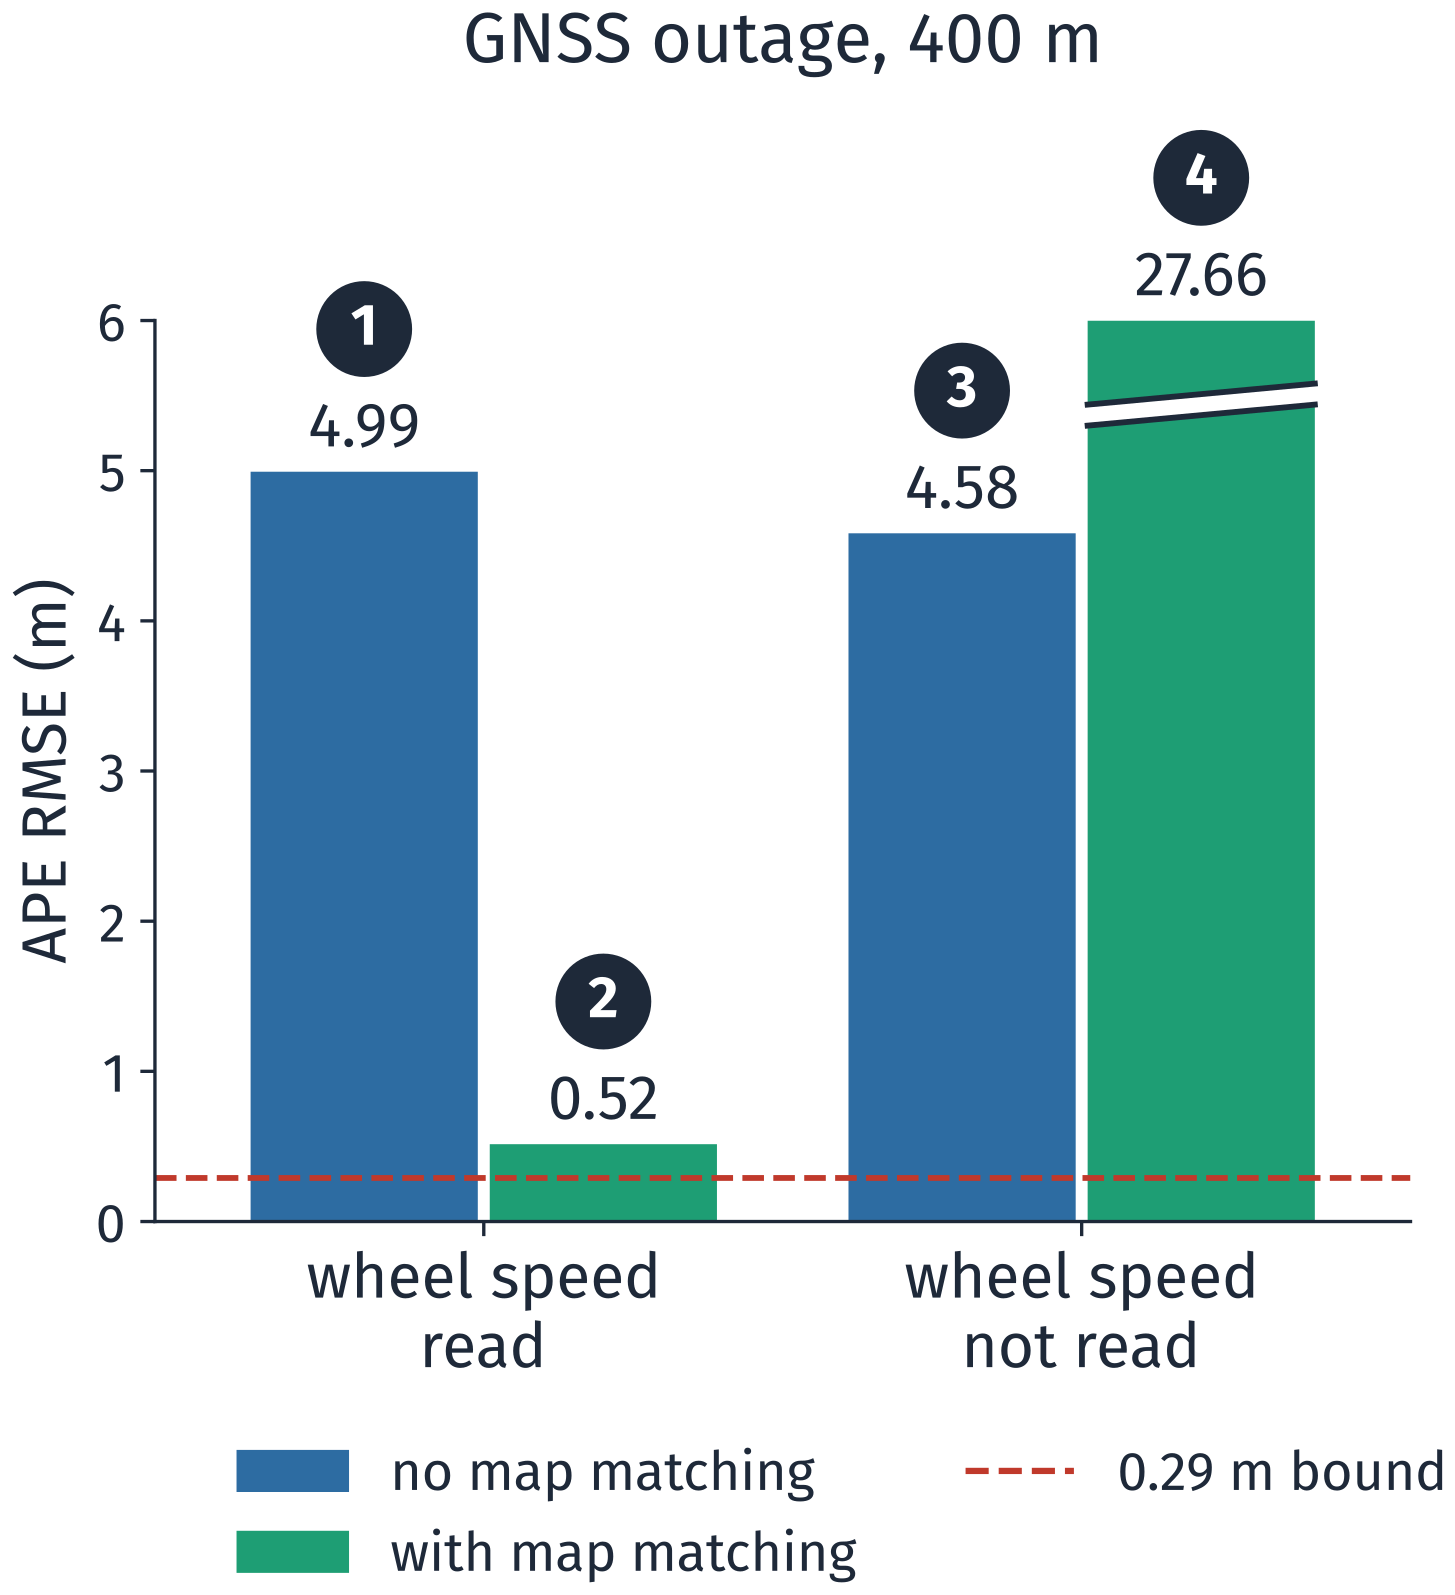 GNSS outage, 400 m
4
27.66
1
4.99
3
4.58
2
0.52
APE RMSE (m)
6
5
4
3
2
1
0
wheel speed
read
wheel speed
not read
no map matching
0.29 m bound
with map matching